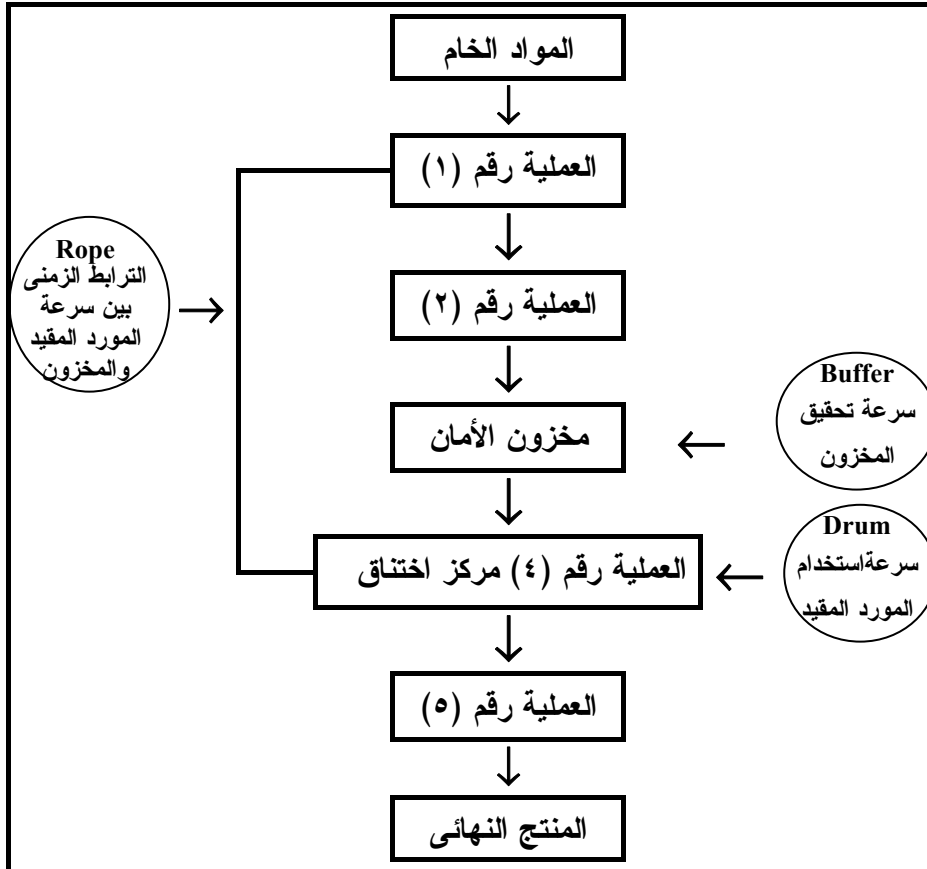 المواد الخام
العملية رقم (١)
Rope
الترابط الزمنى
بين سرعة
المورد المقيد
والمخزون
العملية رقم (٢)
Buffer
سرعة تحقيق
المخزون
مخزون الأمان
Drum
سرعةاستخدام
المورد المقيد
العملية رقم (٤) مركز اختناق
العملية رقم (٥)
المنتج النهائى